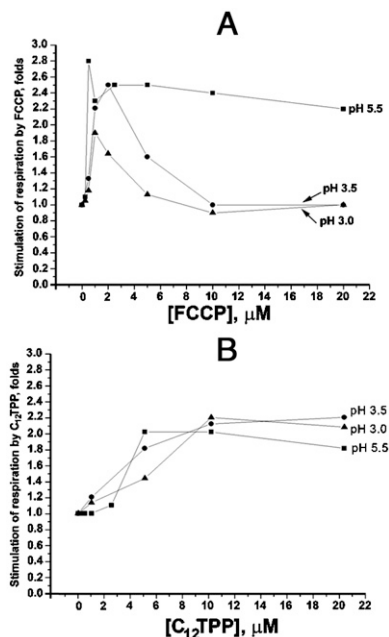 A
Stimulation of respiration by FCCP, folds
3.0
2.8
2.6
2.4
2.2
2.0
1.8
1.6
1.4
1.2
1.0
0.8
0.6
0.4
0.2
0.0
pH 5.5
pH 3.5
pH 3.0
0 2 4 6 8 10 12 14 16 18 20 22
[FCCP], μM
B
Stimulation of respiration by C₁₂TPP, folds
3.0
2.8
2.6
2.4
2.2
2.0
1.8
1.6
1.4
1.2
1.0
0.8
0.6
0.4
0.2
0.0
pH 3.5
pH 3.0
pH 5.5
0 2 4 6 8 10 12 14 16 18 20 22
[C₁₂TPP], μM